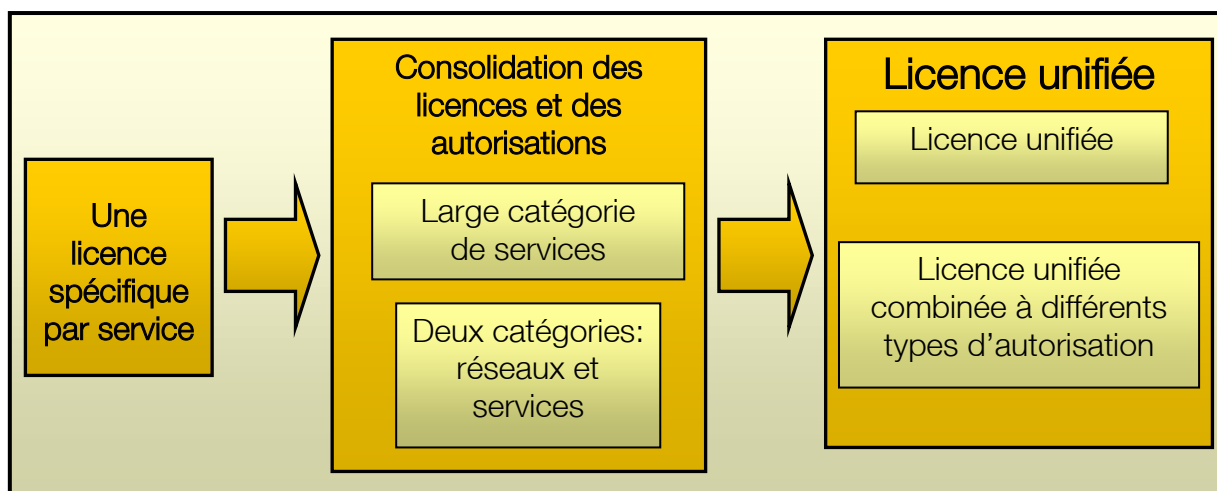 Une
licence
spécifique
par service
Consolidation des
licences et des
autorisations
Large catégorie
de services
Deux catégories:
réseaux et
services
Licence unifiée
Licence unifiée
Licence unifiée
combinée à différents
types d’autorisation